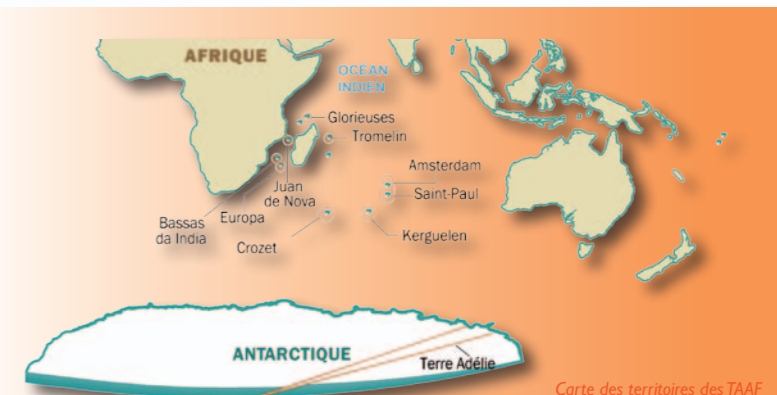 AFRIQUE
OCEAN
INDIEN
Glorieuses
Tromelin
Amsterdam
Saint-Paul
Juan
de Nova
Europa
Bassas
da India
Crozet
Kerguelen
ANTARCTIQUE
Terre Adélie
Carte des territoires des TAAF